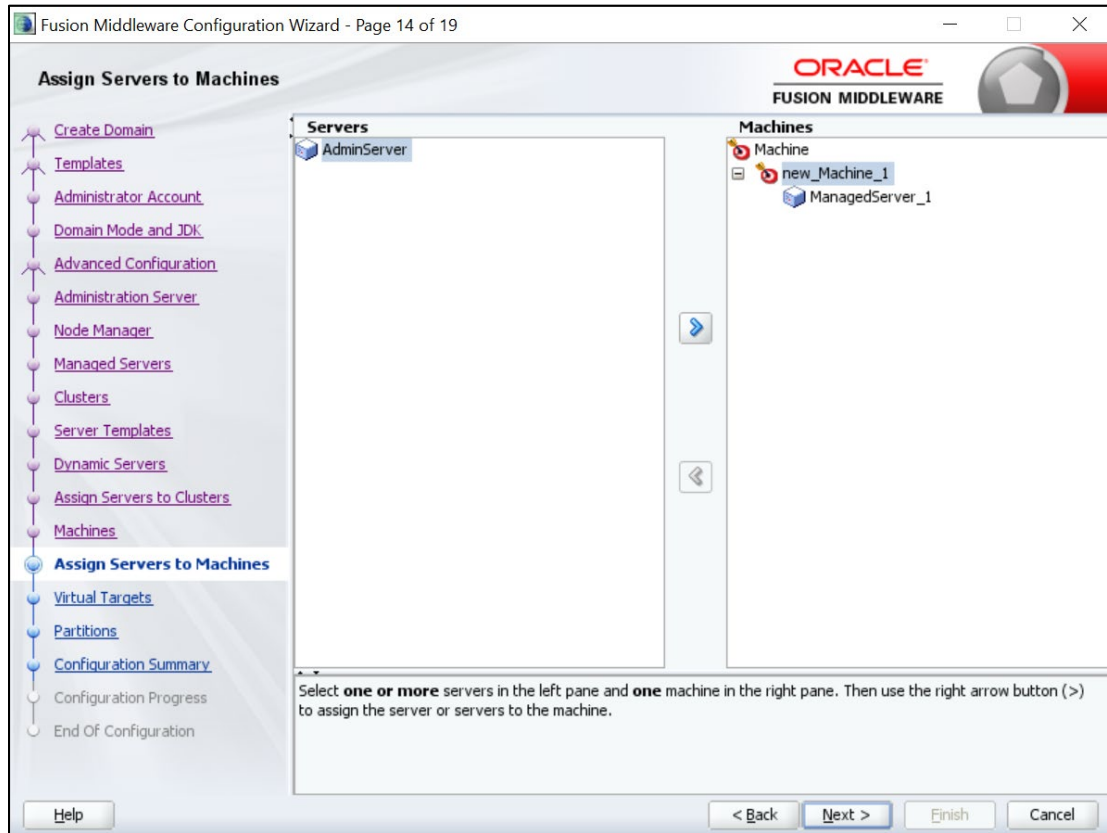 Fusion Middleware Configuration Wizard - Page 14 of 19
Assign Servers to Machines
ORACLE
FUSION MIDDLEWARE
Create Domain
Templates
Administrator Account
Domain Mode and JDK
Advanced Configuration
Administration Server
Node Manager
Managed Servers
Clusters
Server Templates
Dynamic Servers
Assign Servers to Clusters
Machines
Assign Servers to Machines
Virtual Targets
Partitions
Configuration Summary
Configuration Progress
End Of Configuration
Servers
AdminServer
Machines
Machine
new_Machine_1
ManagedServer_1
Select one or more servers in the left pane and one machine in the right pane. Then use the right arrow button (>)
to assign the server or servers to the machine.
Help
< Back
Next >
Finish
Cancel